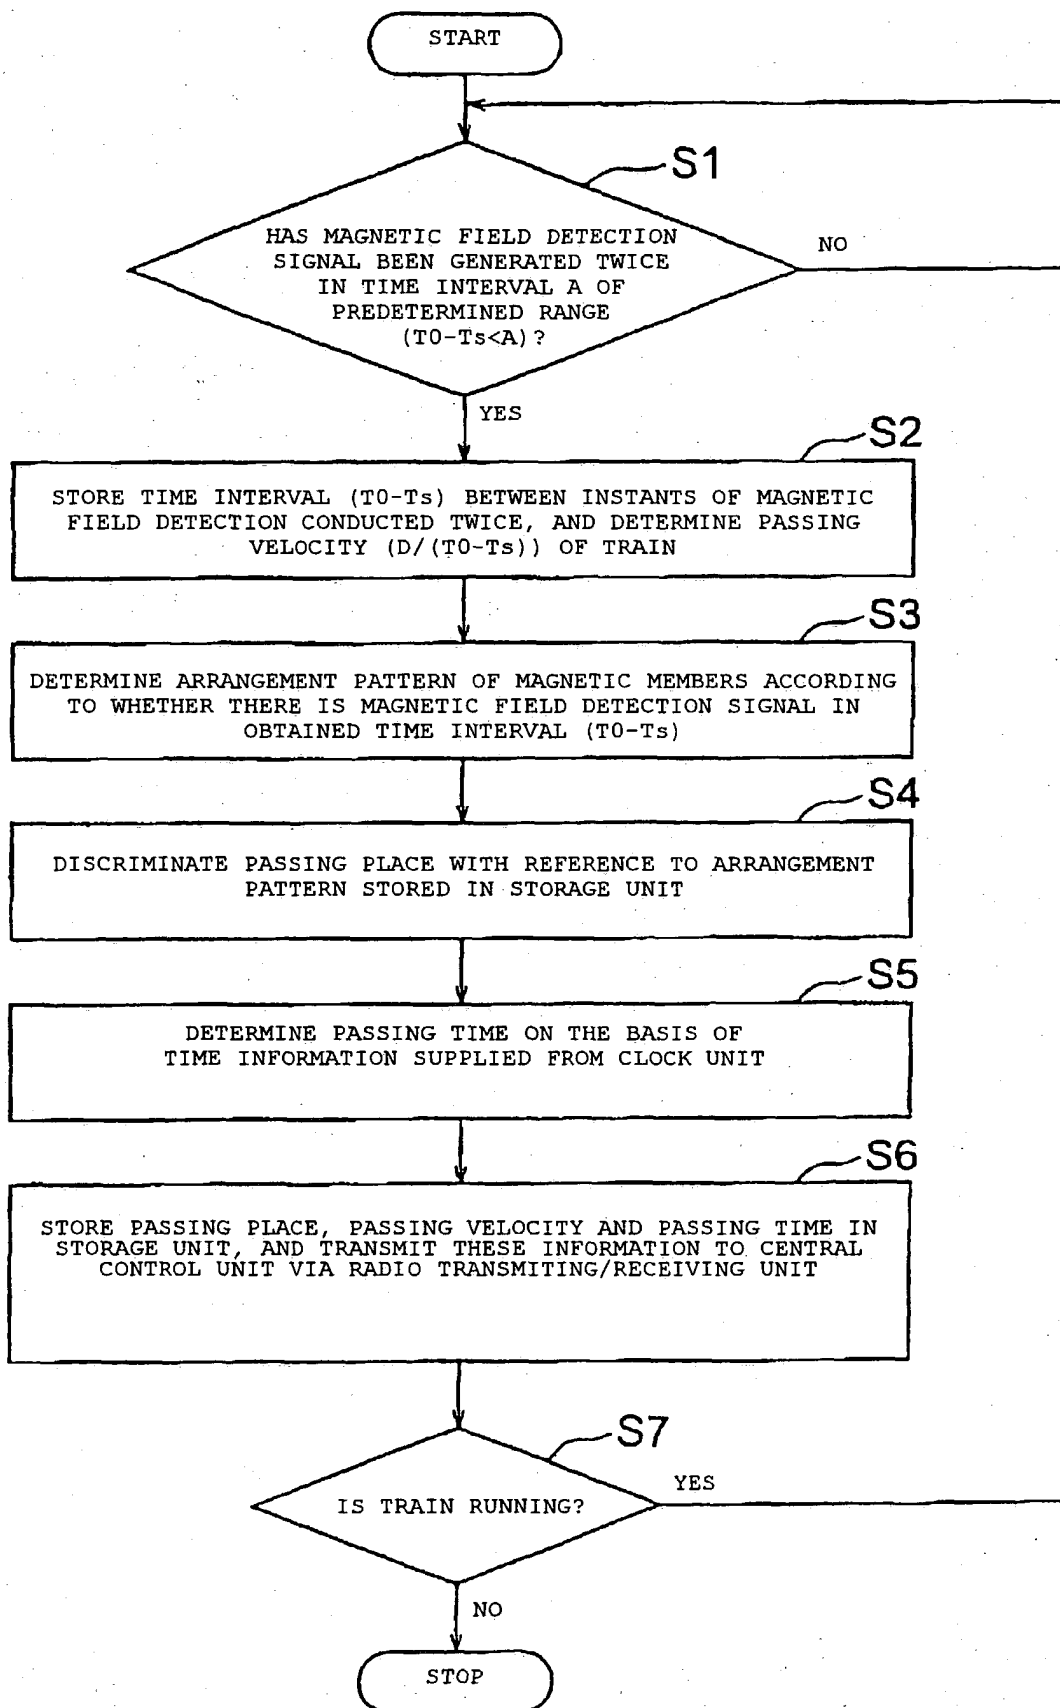 START
S1
HAS MAGNETIC FIELD DETECTION
SIGNAL BEEN GENERATED TWICE
IN TIME INTERVAL A OF
PREDETERMINED RANGE
(T0-Ts<A)?
NO
YES
S2
STORE TIME INTERVAL (T0-Ts) BETWEEN INSTANTS OF MAGNETIC
FIELD DETECTION CONDUCTED TWICE, AND DETERMINE PASSING
VELOCITY (D/(T0-Ts)) OF TRAIN
S3
DETERMINE ARRANGEMENT PATTERN OF MAGNETIC MEMBERS ACCORDING
TO WHETHER THERE IS MAGNETIC FIELD DETECTION SIGNAL IN
OBTAINED TIME INTERVAL (T0-Ts)
S4
DISCRIMINATE PASSING PLACE WITH REFERENCE TO ARRANGEMENT
PATTERN STORED IN STORAGE UNIT
S5
DETERMINE PASSING TIME ON THE BASIS OF
TIME INFORMATION SUPPLIED FROM CLOCK UNIT
S6
STORE PASSING PLACE, PASSING VELOCITY AND PASSING TIME IN
STORAGE UNIT, AND TRANSMIT THESE INFORMATION TO CENTRAL
CONTROL UNIT VIA RADIO TRANSMITING/RECEIVING UNIT
S7
IS TRAIN RUNNING?
YES
NO
STOP